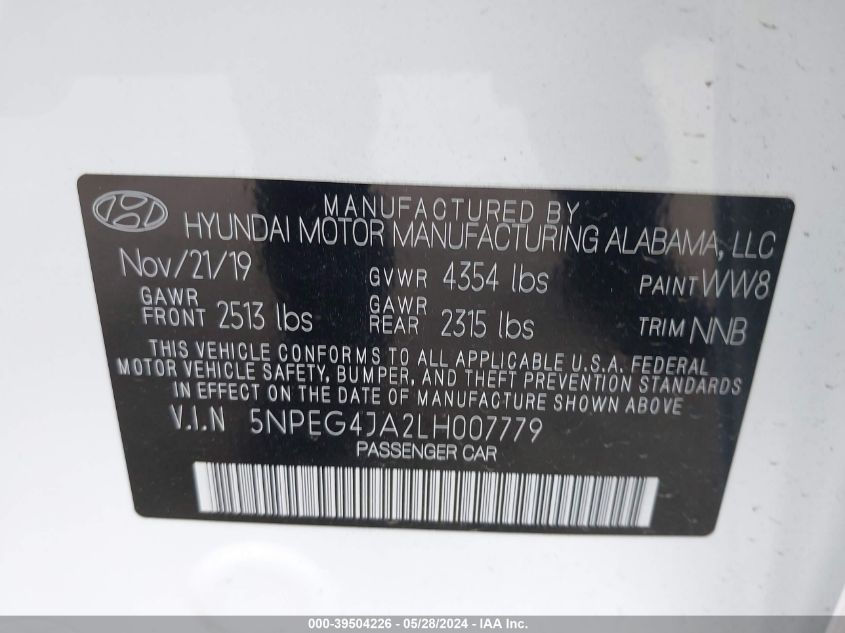 MANUFACTURED BY
HYUNDAI MOTOR MANUFACTURING ALABAMA, LLC
Nov/21/19 GVWR 4354 lbs PAINT WW8
GAWR FRONT 2513 lbs GAWR REAR 2315 lbs TRIM NNB
THIS VEHICLE CONFORMS TO ALL APPLICABLE U.S.A. FEDERAL
MOTOR VEHICLE SAFETY, BUMPER, AND THEFT PREVENTION STANDARDS
IN EFFECT ON THE DATE OF MANUFACTURE SHOWN ABOVE
V.I.N 5NPEG4JA2LH007779
PASSENGER CAR
000-39504226 - 05/28/2024 - IAA Inc.